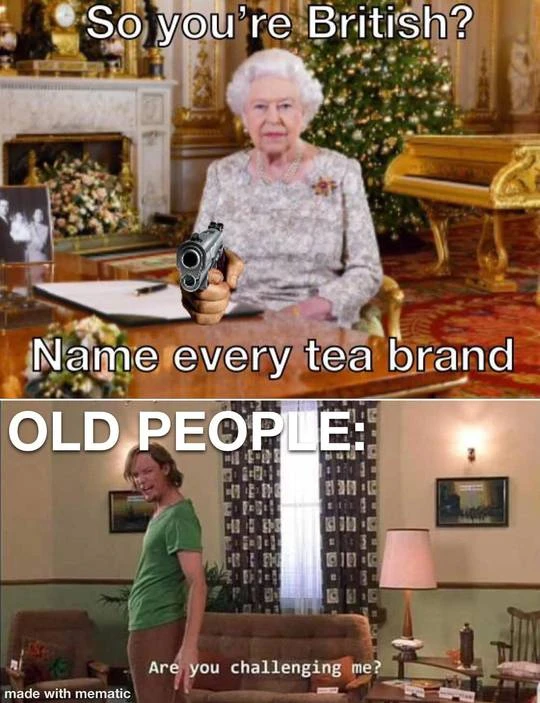 So you're British?
Name every tea brand
OLD PEOPLE:
Are you challenging me?
made with mematic